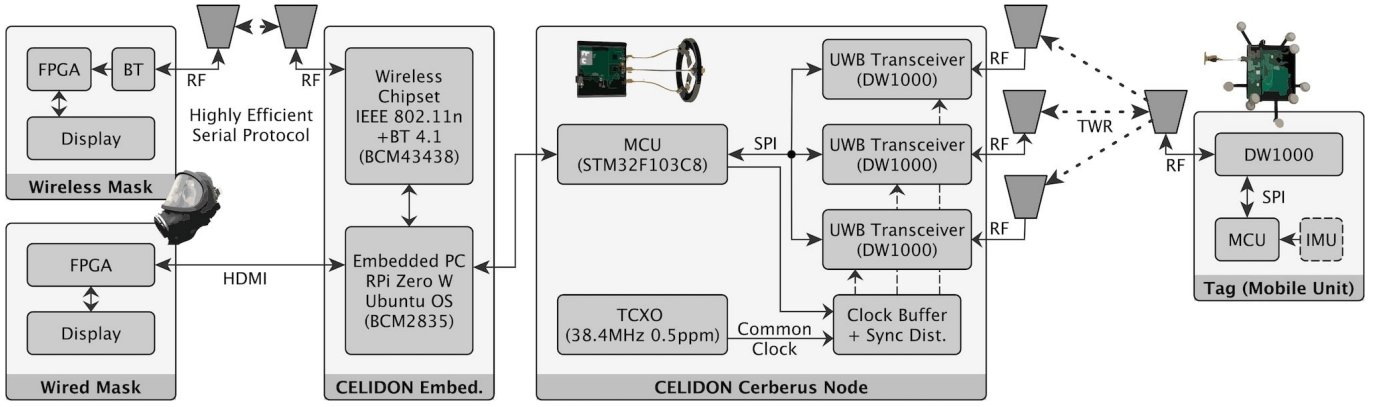 FPGA
BT
Display
Wireless Mask
RF
RF
Highly Efficient
Serial Protocol
FPGA
Display
Wired Mask
HDMI
Wireless
Chipset
IEEE 802.11n
+BT 4.1
(BCM43438)
Embedded PC
RPi Zero W
Ubuntu OS
(BCM2835)
CELIDON Embed.
MCU
(STM32F103C8)
SPI
TCXO
(38.4MHz 0.5ppm)
Common
Clock
UWB Transceiver
(DW1000)
UWB Transceiver
(DW1000)
UWB Transceiver
(DW1000)
Clock Buffer
+ Sync Dist.
CELIDON Cerberus Node
RF
RF
RF
TWR
RF
DW1000
SPI
MCU
IMU
Tag (Mobile Unit)